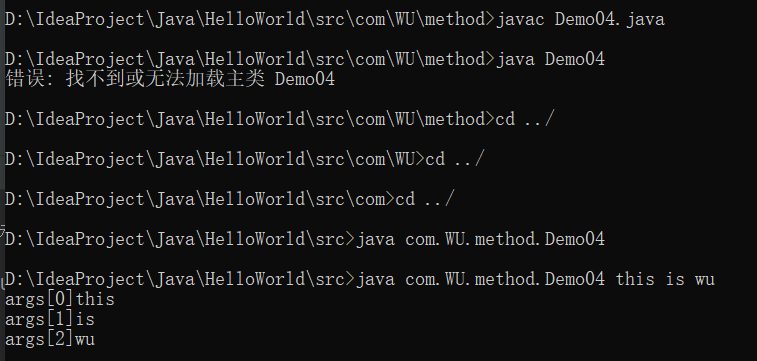 D:\IdeaProject\Java\HelloWorld\src\com\WU\method>javac Demo04.java
D:\IdeaProject\Java\HelloWorld\src\com\WU\method>java Demo04
错误: 找不到或无法加载主类 Demo04
D:\IdeaProject\Java\HelloWorld\src\com\WU\method>cd ../
D:\IdeaProject\Java\HelloWorld\src\com\WU>cd ../
D:\IdeaProject\Java\HelloWorld\src\com>cd ../
D:\IdeaProject\Java\HelloWorld\src>java com.WU.method.Demo04
D:\IdeaProject\Java\HelloWorld\src>java com.WU.method.Demo04 this is wu
args[0]this
args[1]is
args[2]wu